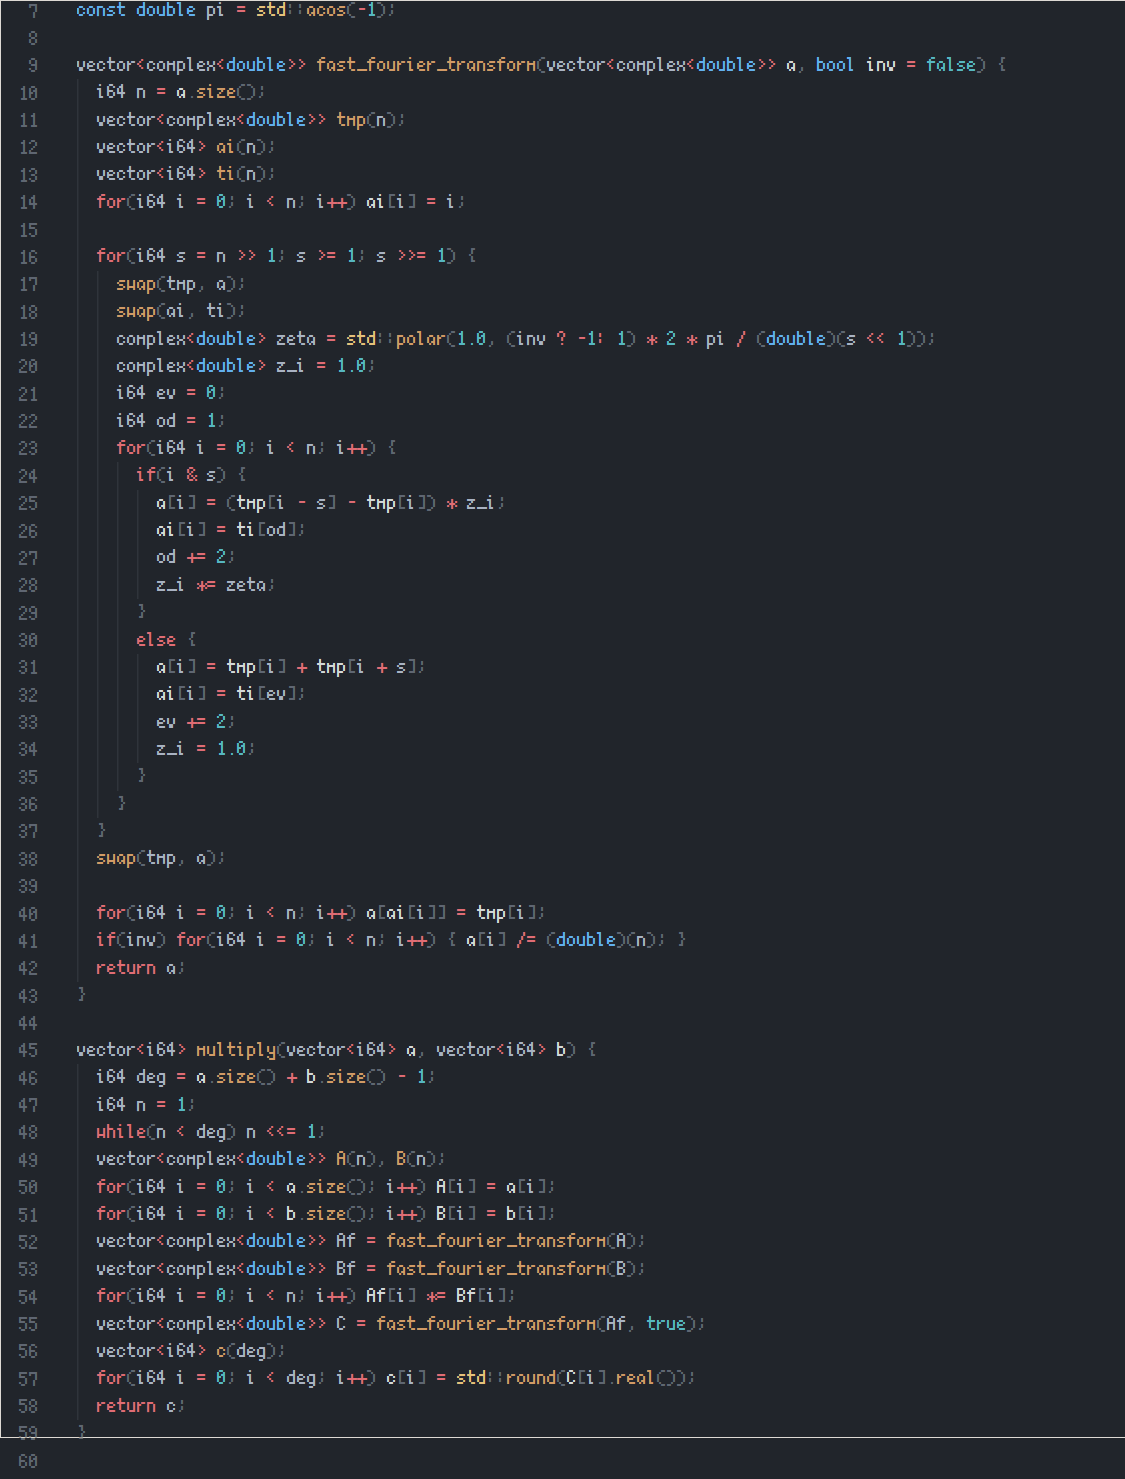 7 const double pi = std::acos(-1);
8
9 vector<complex<double>> fast_fourier_transform(vector<complex<double>> a, bool inv = false) {
10 i64 n = a.size();
11 vector<complex<double>> tmp(n);
12 vector<i64> ai(n);
13 vector<i64> ti(n);
14 for(i64 i = 0; i < n; i++) ai[i] = i;
15
16 for(i64 s = n >> 1; s >= 1; s >>= 1) {
17 swap(tmp, a);
18 swap(ai, ti);
19 complex<double> zeta = std::polar(1.0, (inv ? -1: 1) * 2 * pi / (double)(s << 1));
20 complex<double> z_i = 1.0;
21 i64 ev = 0;
22 i64 od = 1;
23 for(i64 i = 0; i < n; i++) {
24 if(i & s) {
25 a[i] = (tmp[i - s] - tmp[i]) * z_i;
26 ai[i] = ti[od];
27 od += 2;
28 z_i *= zeta;
29 }
30 else {
31 a[i] = tmp[i] + tmp[i + s];
32 ai[i] = ti[ev];
33 ev += 2;
34 z_i = 1.0;
35 }
36 }
37 }
38 swap(tmp, a);
39
40 for(i64 i = 0; i < n; i++) a[ai[i]] = tmp[i];
41 if(inv) for(i64 i = 0; i < n; i++) { a[i] /= (double)(n); }
42 return a;
43 }
44
45 vector<i64> multiply(vector<i64> a, vector<i64> b) {
46 i64 deg = a.size() + b.size() - 1;
47 i64 n = 1;
48 while(n < deg) n <<= 1;
49 vector<complex<double>> A(n), B(n);
50 for(i64 i = 0; i < a.size(); i++) A[i] = a[i];
51 for(i64 i = 0; i < b.size(); i++) B[i] = b[i];
52 vector<complex<double>> Af = fast_fourier_transform(A);
53 vector<complex<double>> Bf = fast_fourier_transform(B);
54 for(i64 i = 0; i < n; i++) Af[i] *= Bf[i];
55 vector<complex<double>> C = fast_fourier_transform(Af, true);
56 vector<i64> c(deg);
57 for(i64 i = 0; i < deg; i++) c[i] = std::round(C[i].real());
58 return c;
59 }
60